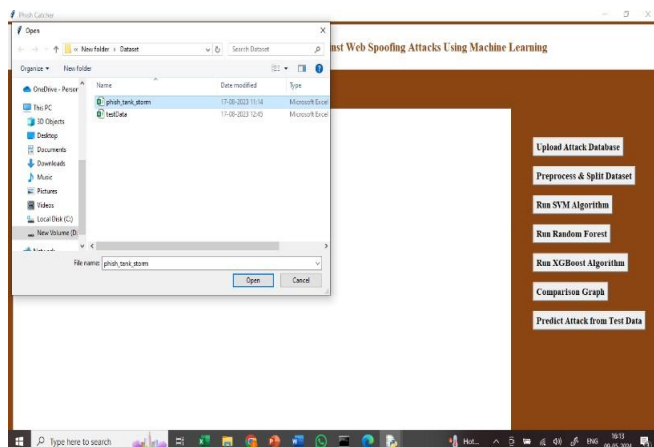 Phish Catcher
Open
« New folder > Dataset
Search Dataset
nst Web Spoofing Attacks Using Machine Learning
Organize
New folder
Name
Date modified
Type
OneDrive - Person
This PC
3D Objects
Desktop
Documents
Downloads
Music
Pictures
Videos
Local Disk (C:)
New Volume (D:
phish_tank_storm
17-08-2023 11:14
Microsoft Excel
testData
17-08-2023 12:45
Microsoft Excel
File name:
phish_tank_storm
Open
Cancel
Upload Attack Database
Preprocess & Split Dataset
Run SVM Algorithm
Run Random Forest
Run XGBoost Algorithm
Comparison Graph
Predict Attack from Test Data
Type here to search
Hot...
ENG
16:13